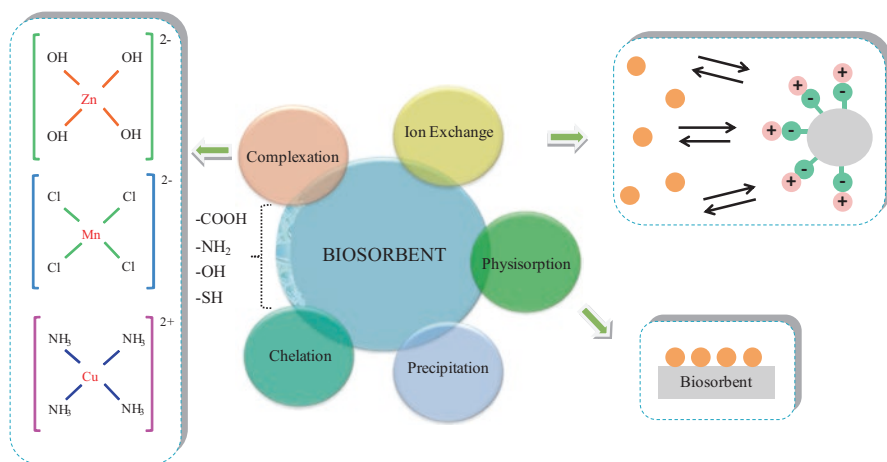 2-
OH OH
Zn
OH OH
2-
Cl Cl
Mn
Cl Cl
2+
NH₃ NH₃
Cu
NH₃ NH₃
Complexation
Ion Exchange
-COOH
-NH₂
-OH
-SH
BIOSORBENT
Physisorption
Chelation
Precipitation
+
+ - - - +
+ -
+ - - - +
+
Biosorbent